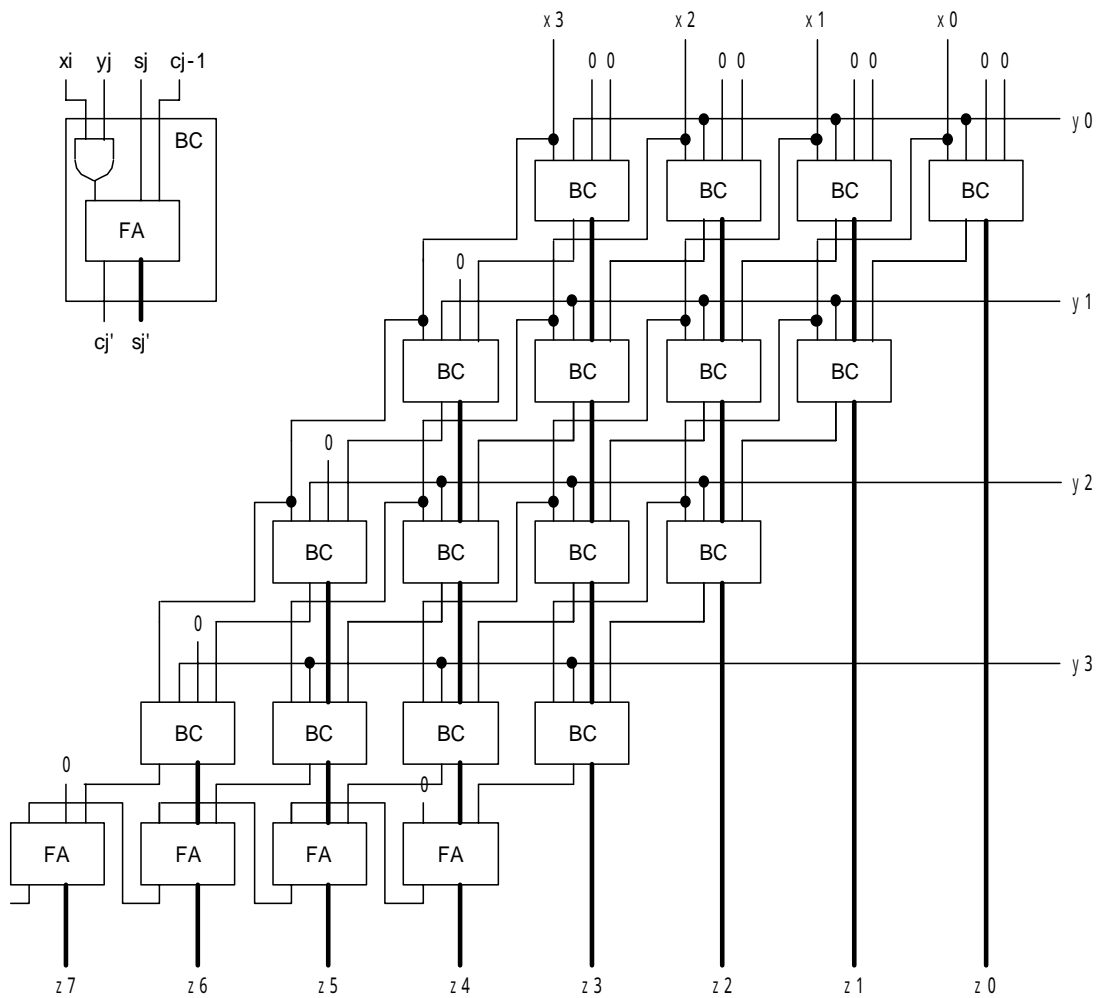 x3 x2 x1 x0
xi yj sj cj-1
0 0 0 0 0 0 0 0
y0
BC
BC BC BC BC
FA
0
y1
cj' sj'
BC BC BC BC
0
y2
BC BC BC BC
0
y3
BC BC BC BC
0 0
FA FA FA FA
z7 z6 z5 z4 z3 z2 z1 z0